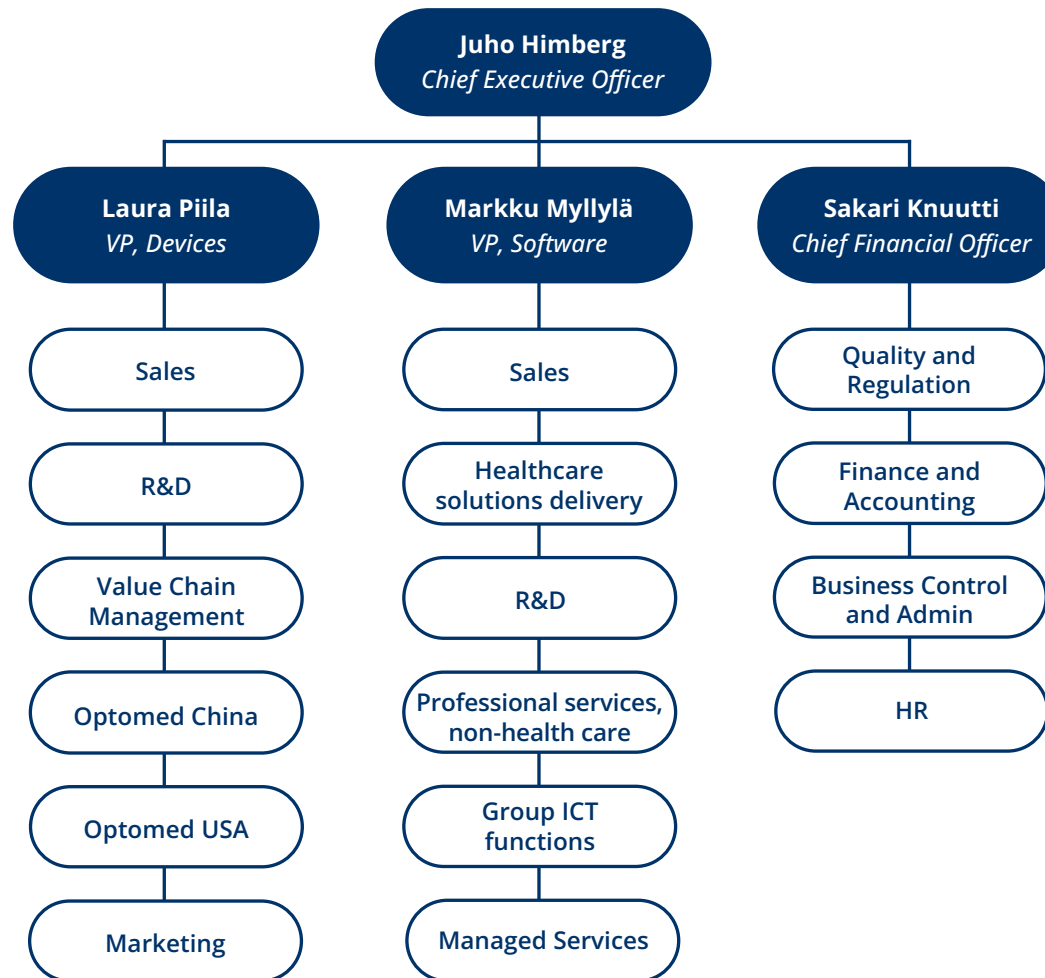 Juho Himberg
Chief Executive Officer
Laura Piila
VP, Devices
Sales
R&D
Value Chain
Management
Optomed China
Optomed USA
Marketing
Markku Myllylä
VP, Software
Sales
Healthcare
solutions delivery
R&D
Professional services,
non-health care
Group ICT
functions
Managed Services
Sakari Knuutti
Chief Financial Officer
Quality and
Regulation
Finance and
Accounting
Business Control
and Admin
HR